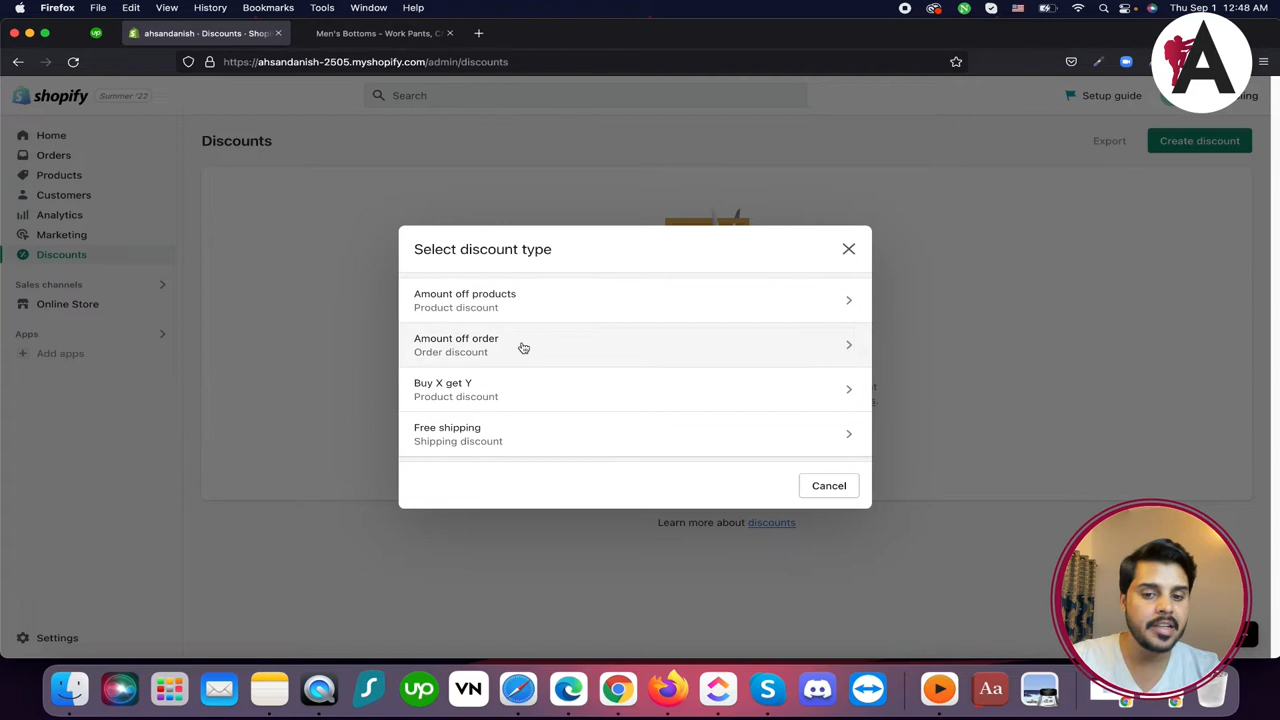 Firefox File Edit View History Bookmarks Tools Window Help Thu Sep 1 12:48 AM
ahsandanish · Discounts · Shopi
Men's Bottoms – Work Pants, C
https://ahsandanish-2505.myshopify.com/admin/discounts
shopify
Summer '22
Search
Setup guide
A
Home
Orders
Products
Customers
Analytics
Marketing
Discounts
Sales channels
Online Store
Apps
Add apps
Settings
Discounts
Export
Create discount
Select discount type
Amount off products
Product discount
Amount off order
Order discount
Buy X get Y
Product discount
Free shipping
Shipping discount
Cancel
Learn more about discounts
up
VN
Aa